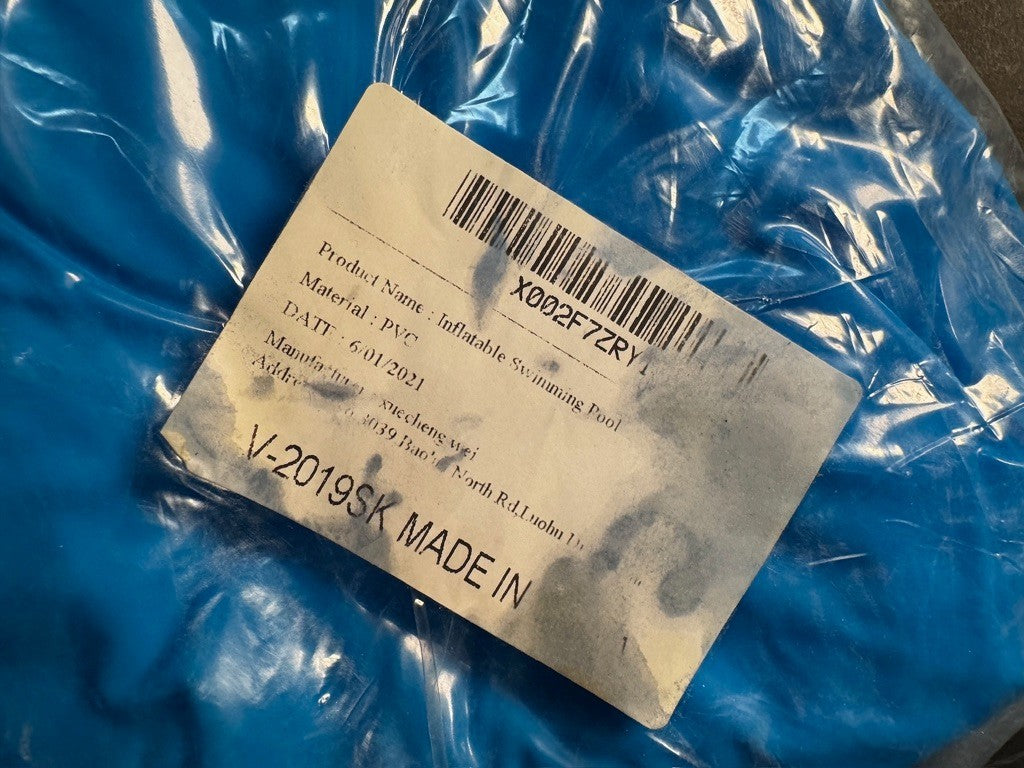 X002F7ZRY
Product Name : Inflatable Swimming Pool
Material : PVC
DATE : 6/01/2021
xuecheng wei
North Rd,Luohu
V-2019SK MADE IN